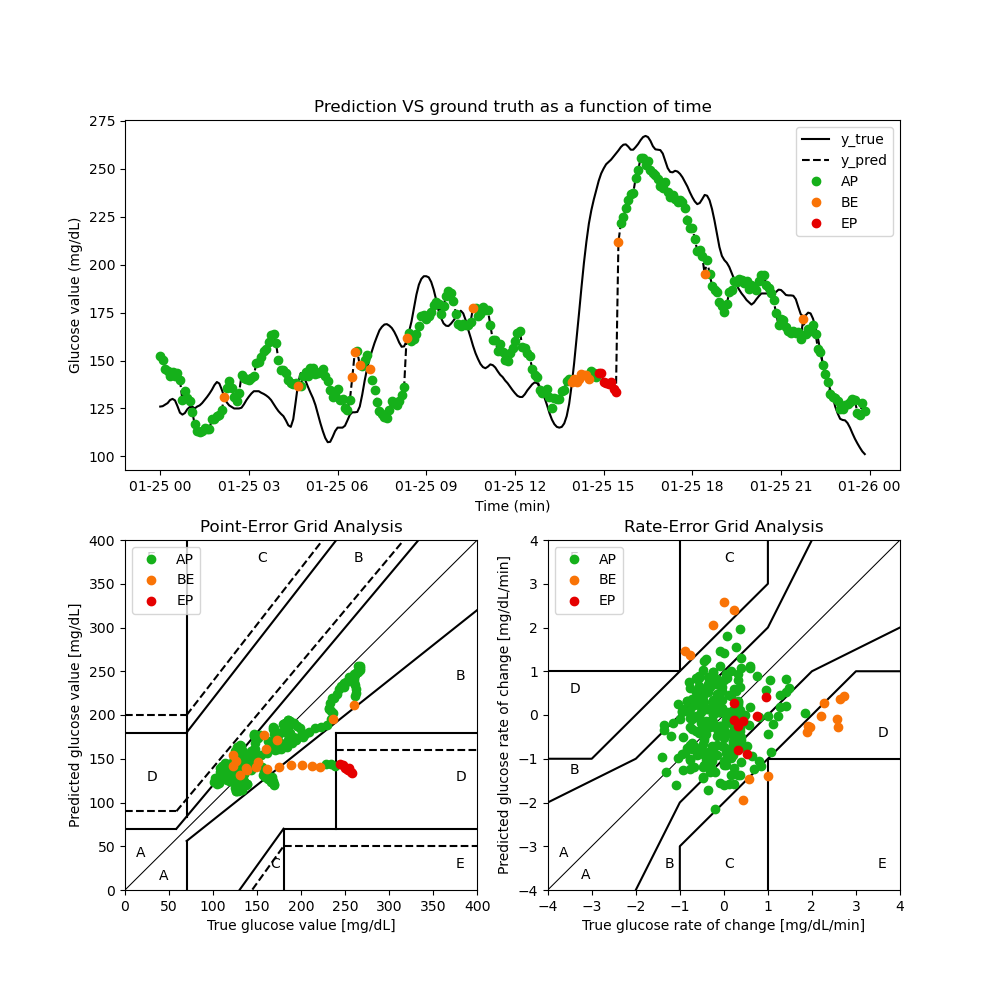 Prediction VS ground truth as a function of time
Glucose value (mg/dL)
275
250
225
200
175
150
125
100
y_true
y_pred
AP
BE
EP
01-25 00 01-25 03 01-25 06 01-25 09 01-25 12 01-25 15 01-25 18 01-25 21 01-26 00
Time (min)
Point-Error Grid Analysis
Predicted glucose value [mg/dL]
400
350
300
250
200
150
100
50
0
AP
BE
EP
C
B
B
D
D
A
A
C
E
0 50 100 150 200 250 300 350 400
True glucose value [mg/dL]
Rate-Error Grid Analysis
Predicted glucose rate of change [mg/dL/min]
4
3
2
1
0
−1
−2
−3
−4
AP
BE
EP
C
D
D
B
A
A
B
C
E
−4 −3 −2 −1 0 1 2 3 4
True glucose rate of change [mg/dL/min]